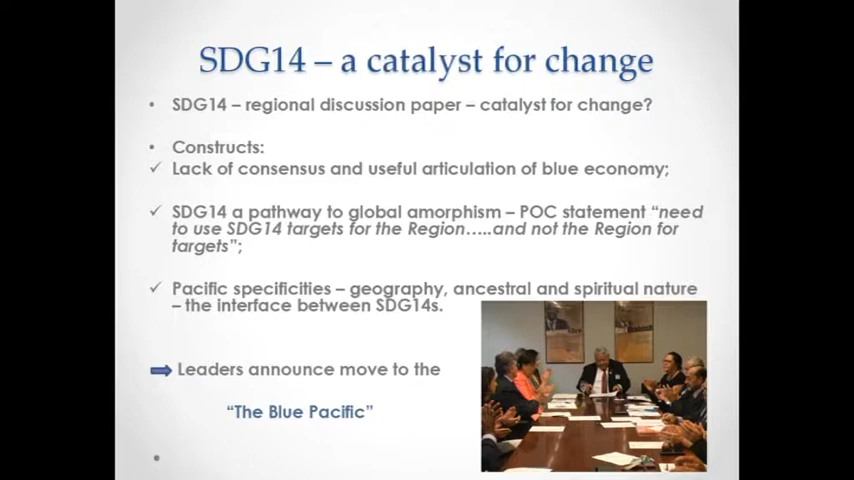 SDG14 – a catalyst for change
• SDG14 – regional discussion paper – catalyst for change?
• Constructs:
✓ Lack of consensus and useful articulation of blue economy;
✓ SDG14 a pathway to global amorphism – POC statement “need
to use SDG14 targets for the Region…..and not the Region for
targets”;
✓ Pacific specificities – geography, ancestral and spiritual nature
– the interface between SDG14s.
Leaders announce move to the
“The Blue Pacific”